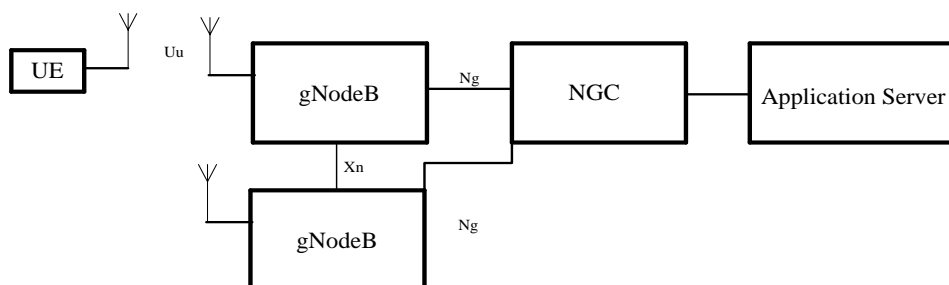 UE
Uu
gNodeB
Ng
NGC
Application Server
Xn
gNodeB
Ng